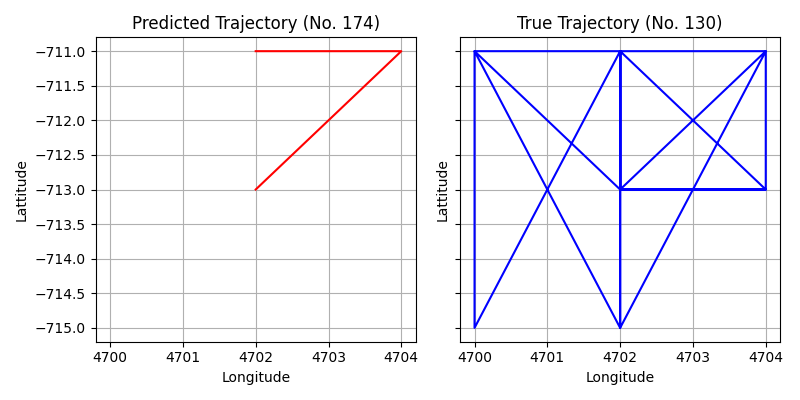 Predicted Trajectory (No. 174)
True Trajectory (No. 130)
Lattitude
−711.0
−711.5
−712.0
−712.5
−713.0
−713.5
−714.0
−714.5
−715.0
4700 4701 4702 4703 4704
Longitude
Lattitude
4700 4701 4702 4703 4704
Longitude